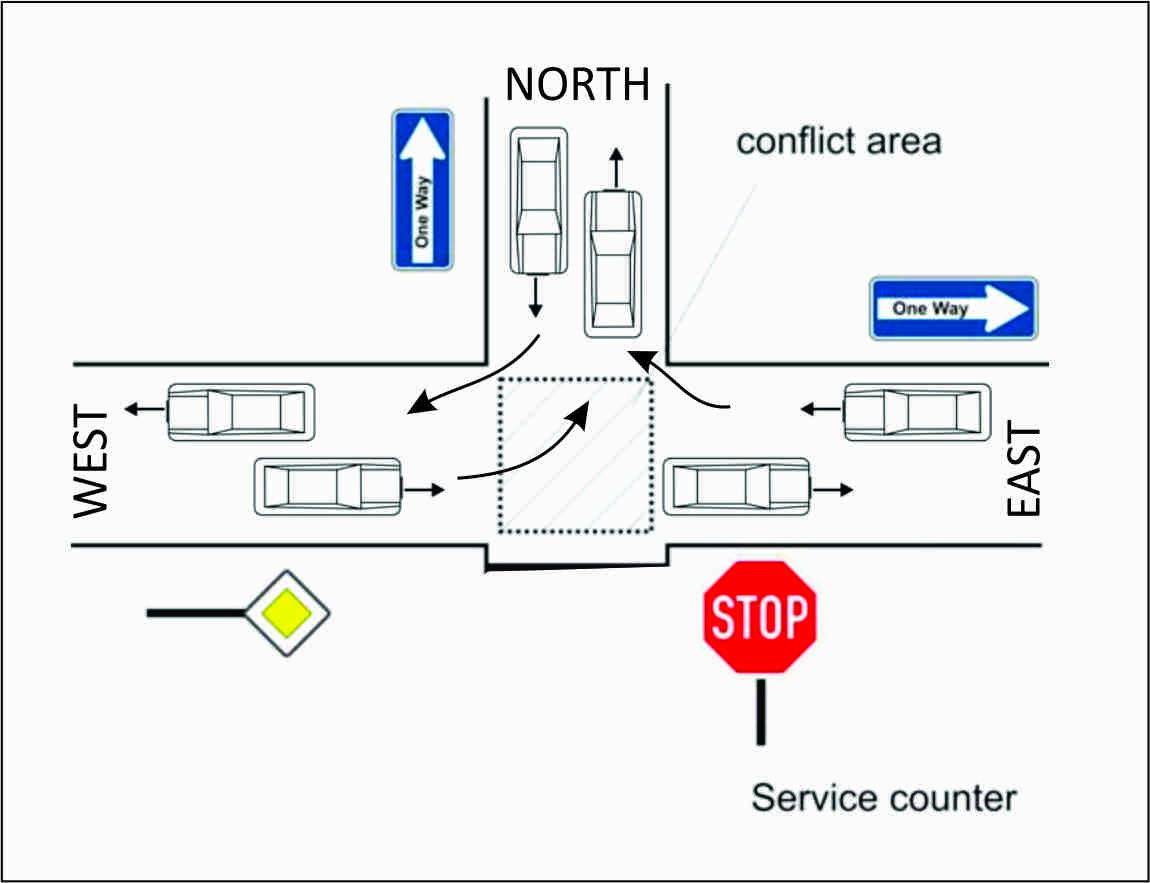 NORTH
conflict area
One Way
One Way
WEST
EAST
STOP
Service counter